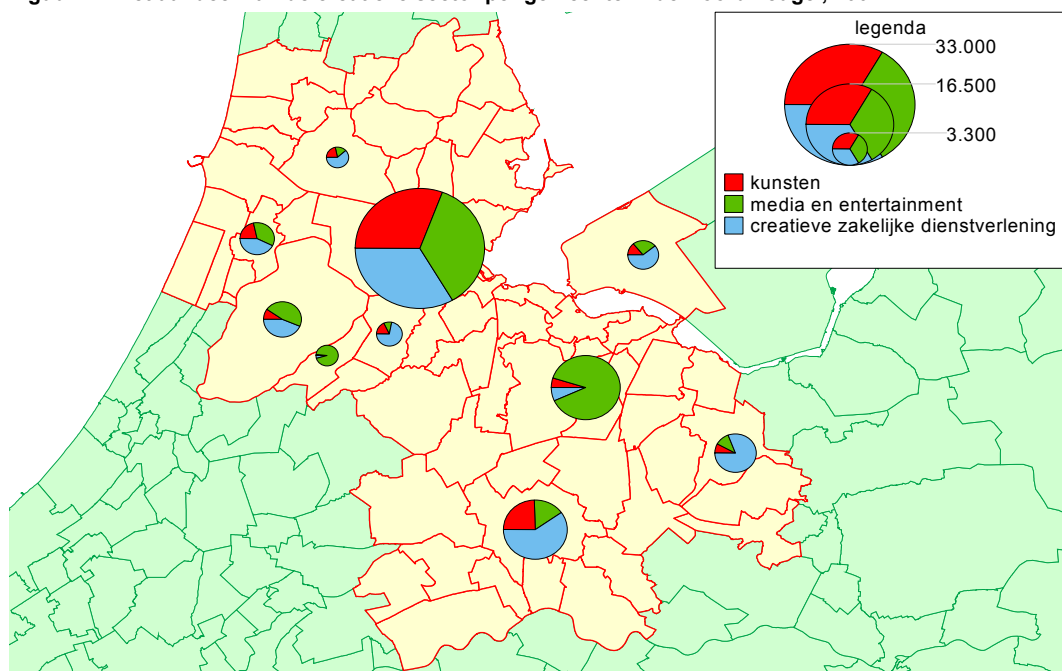 legenda
33.000
16.500
3.300
kunsten
media en entertainment
creatieve zakelijke dienstverlening